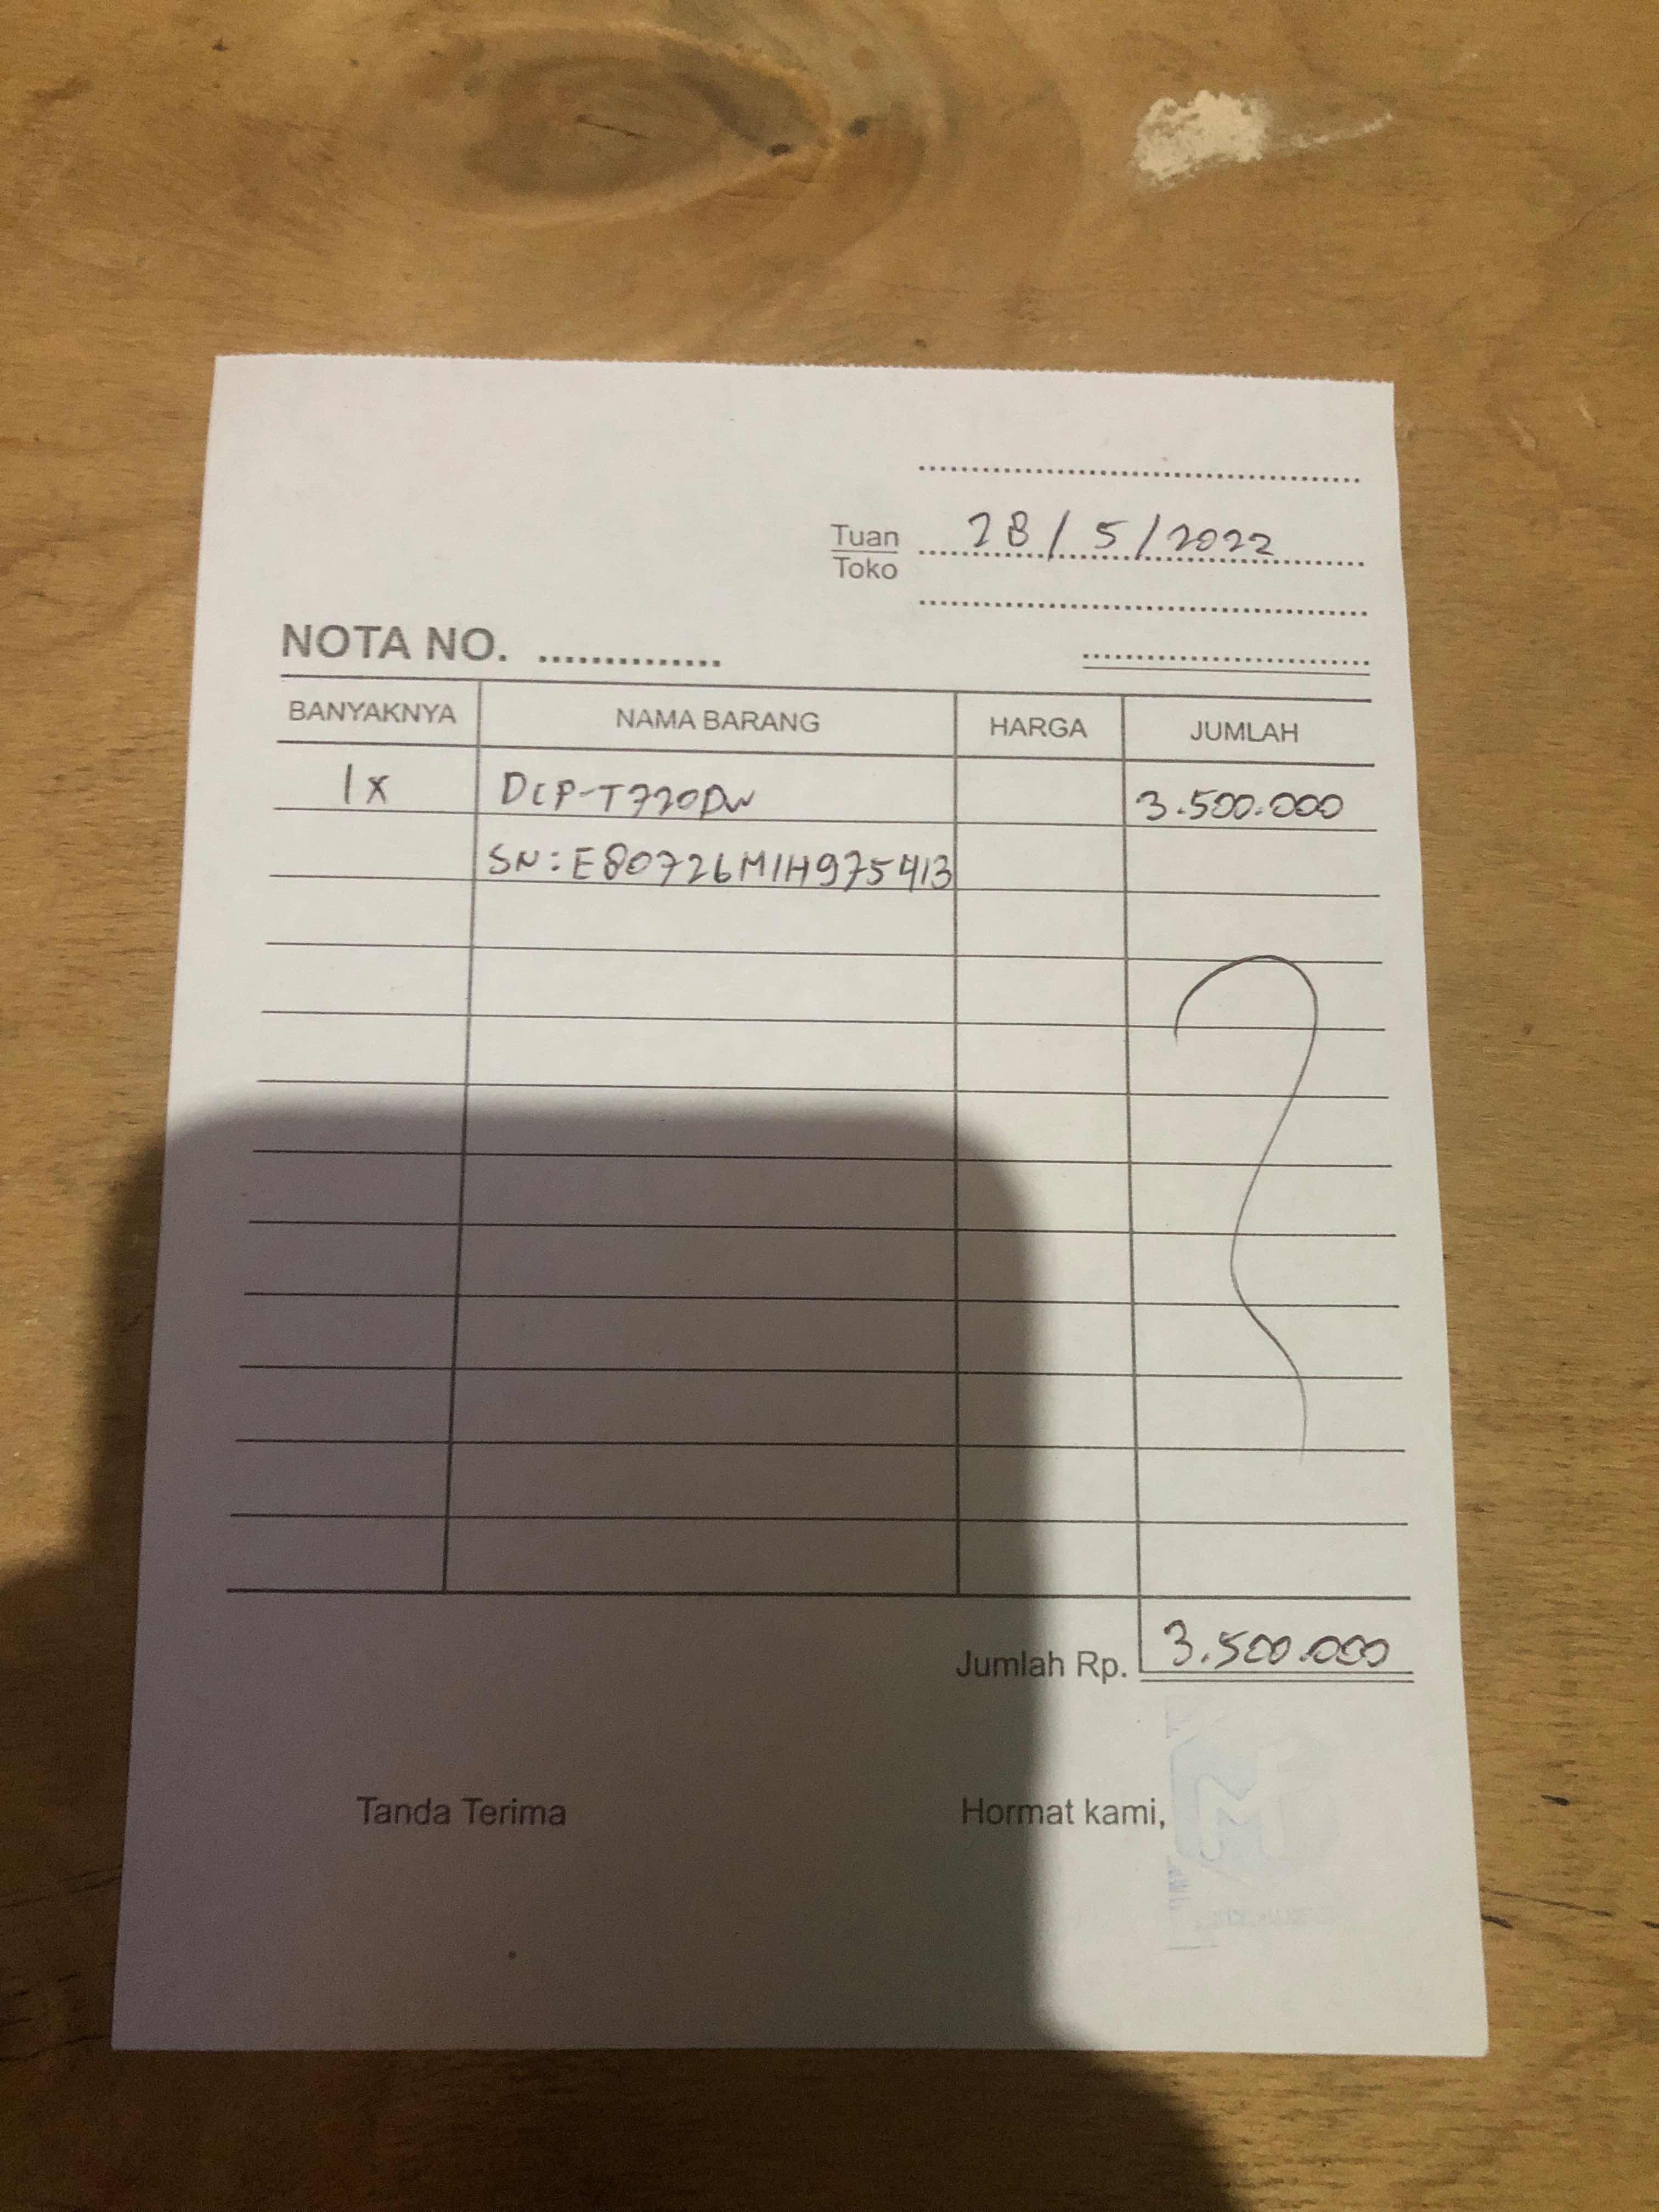 Tuan
Toko
28/5/2022
NOTA NO. ..............
BANYAKNYA NAMA BARANG HARGA JUMLAH
1x DCP-T720DW 3.500.000
SN:E80726M1H975413
Jumlah Rp. 3.500.000
Tanda Terima Hormat kami,